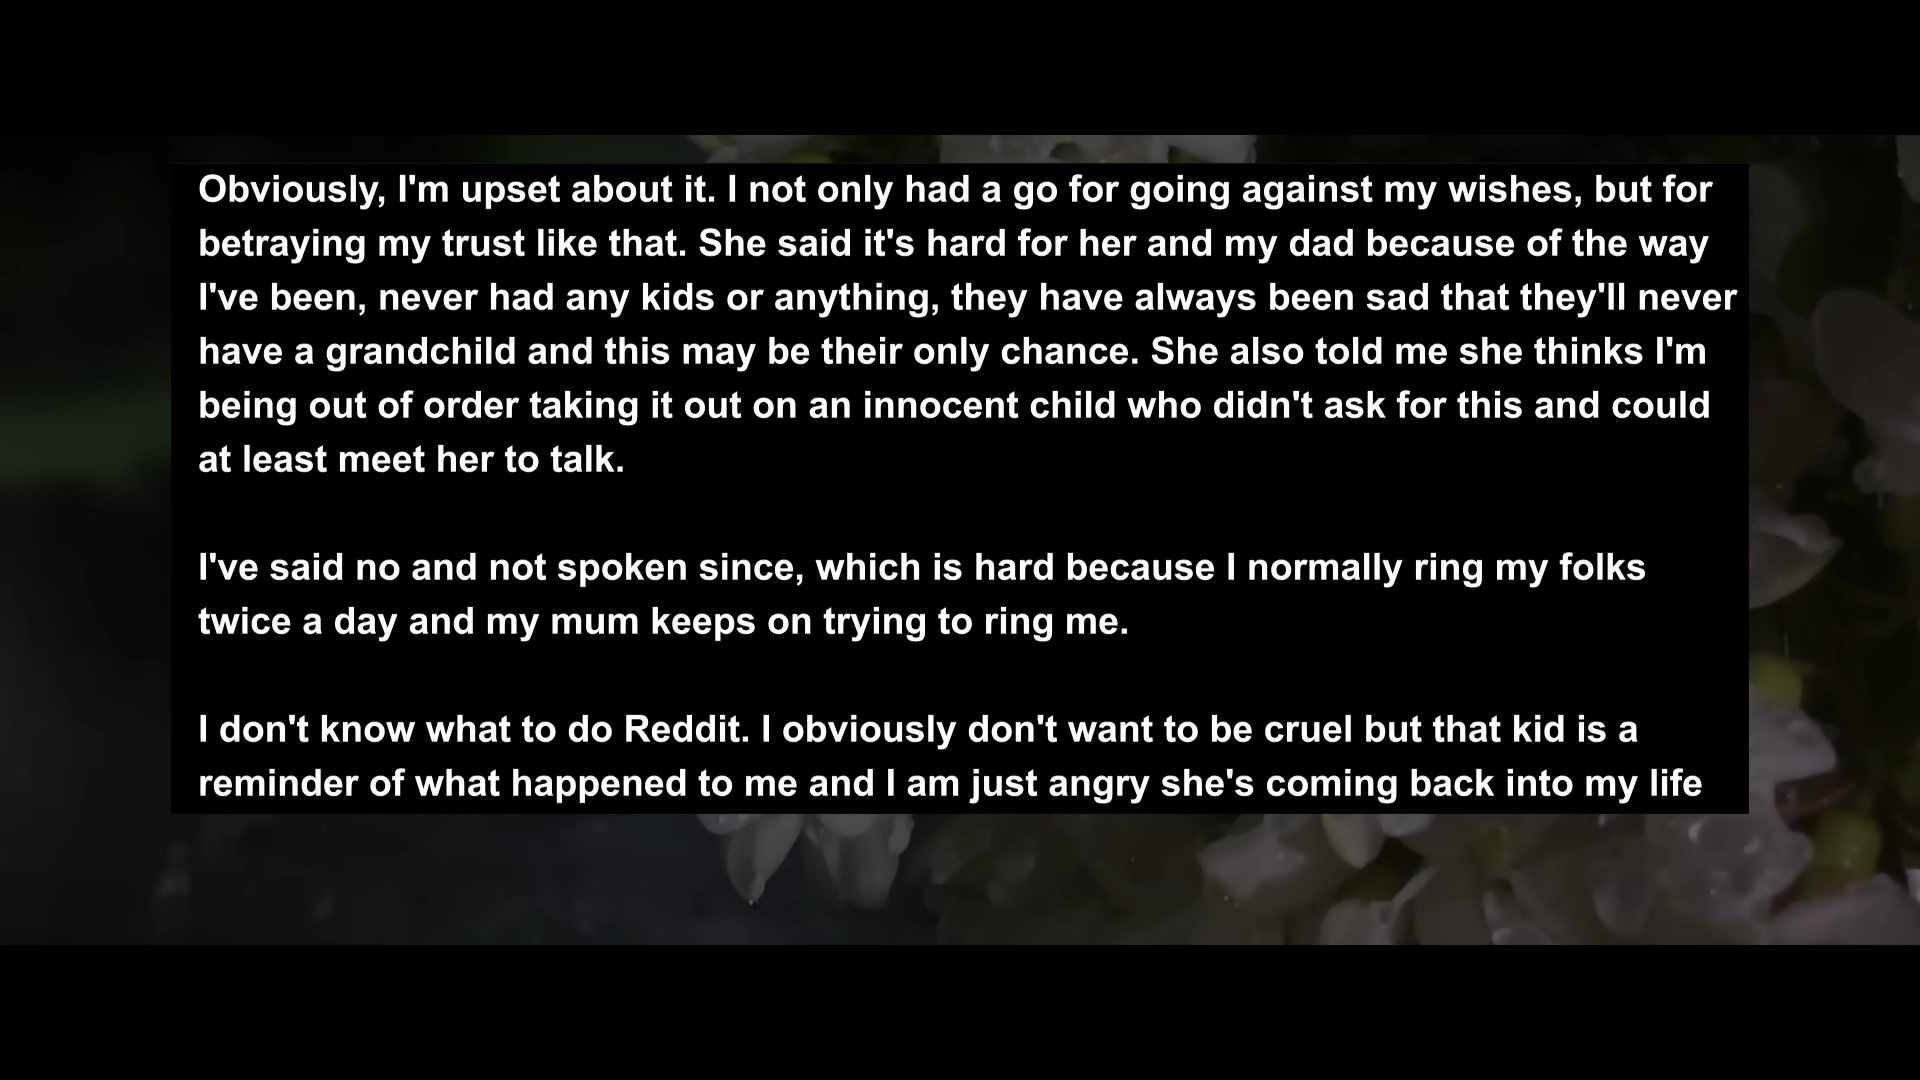 Obviously, I'm upset about it. I not only had a go for going against my wishes, but for
betraying my trust like that. She said it's hard for her and my dad because of the way
I've been, never had any kids or anything, they have always been sad that they'll never
have a grandchild and this may be their only chance. She also told me she thinks I'm
being out of order taking it out on an innocent child who didn't ask for this and could
at least meet her to talk.
I've said no and not spoken since, which is hard because I normally ring my folks
twice a day and my mum keeps on trying to ring me.
I don't know what to do Reddit. I obviously don't want to be cruel but that kid is a
reminder of what happened to me and I am just angry she's coming back into my life